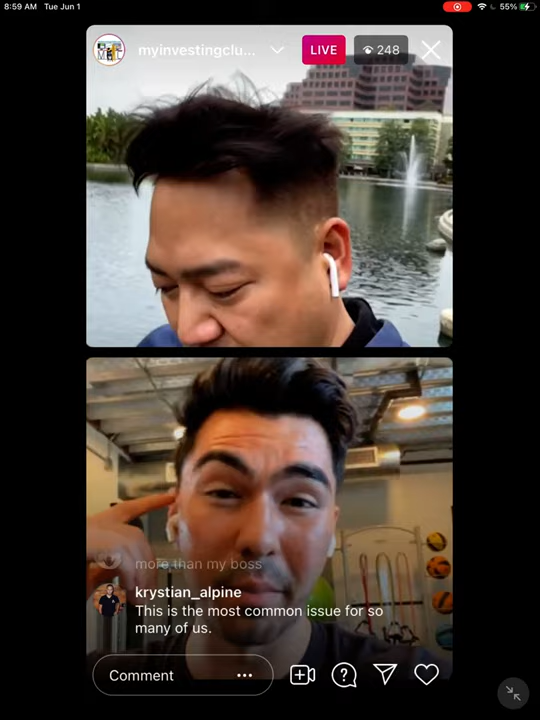 8:59 AM Tue Jun 1
55%
myinvestingclu...
LIVE
248
more than my boss
krystian_alpine
This is the most common issue for so
many of us.
Comment